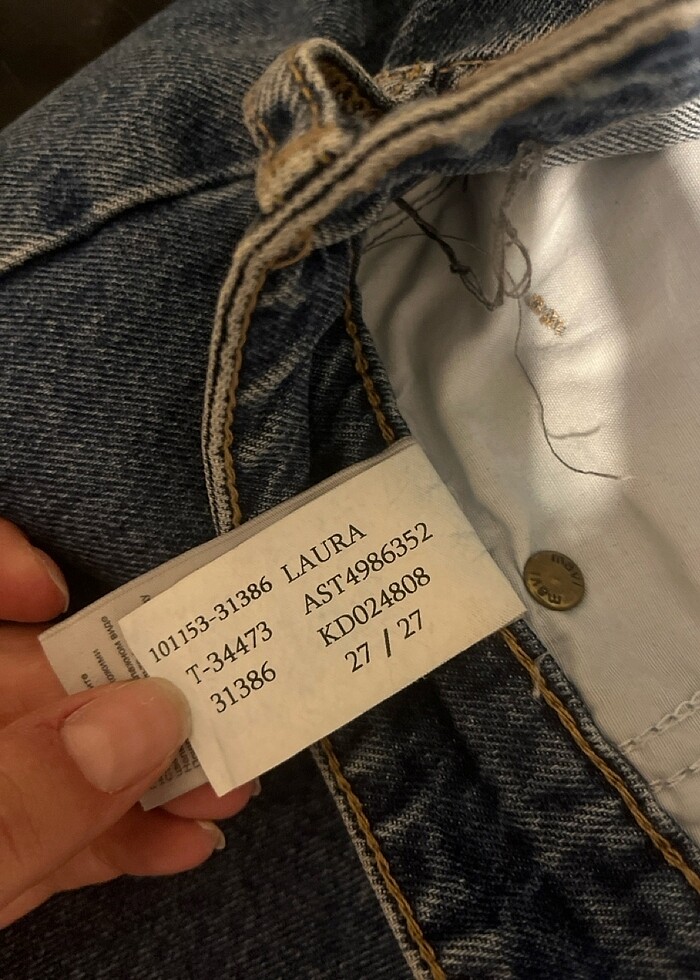 101153-31386 LAURA
T-34473 AST4986352
31386 KD024808
27 / 27